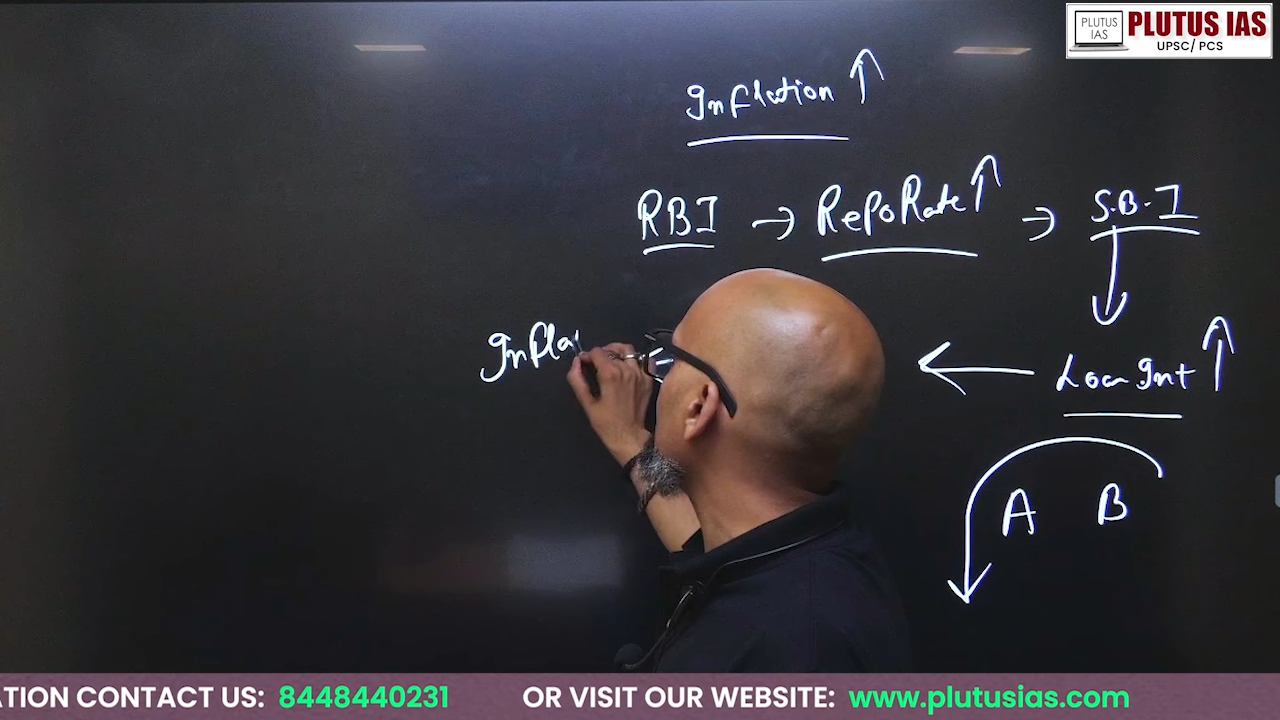 PLUTUS IAS
PLUTUS IAS
UPSC/ PCS
Inflation ↑
RBI → RepoRate ↑ → S.B.I
Infla
← Loan Int ↑
A B
ATION CONTACT US: 8448440231 OR VISIT OUR WEBSITE: www.plutusias.com